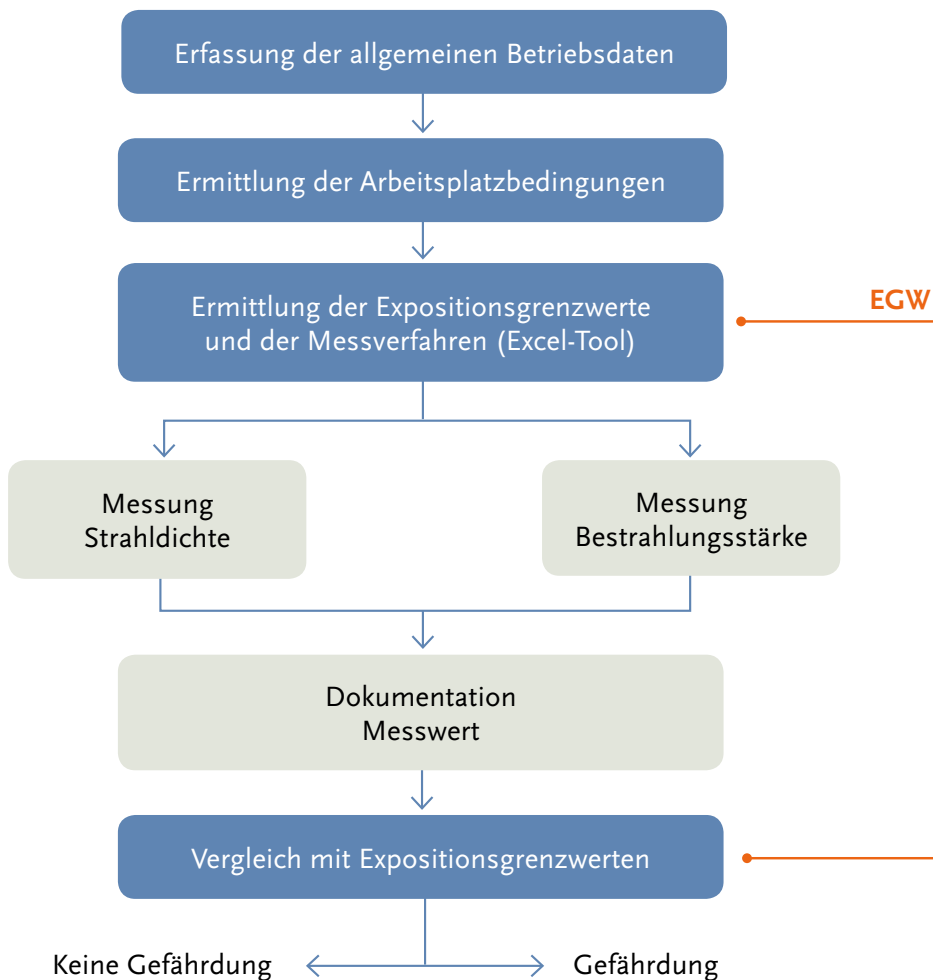 Erfassung der allgemeinen Betriebsdaten
Ermittlung der Arbeitsplatzbedingungen
Ermittlung der Expositionsgrenzwerte
und der Messverfahren (Excel-Tool)
EGW
Messung
Strahldichte
Messung
Bestrahlungsstärke
Dokumentation
Messwert
Vergleich mit Expositionsgrenzwerten
Keine Gefährdung
Gefährdung